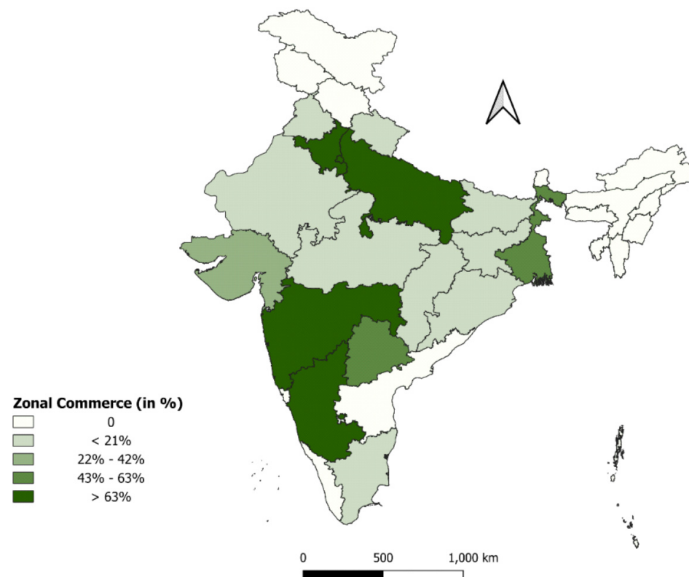 Zonal Commerce (in %)
0
< 21%
22% - 42%
43% - 63%
> 63%
0 500 1,000 km